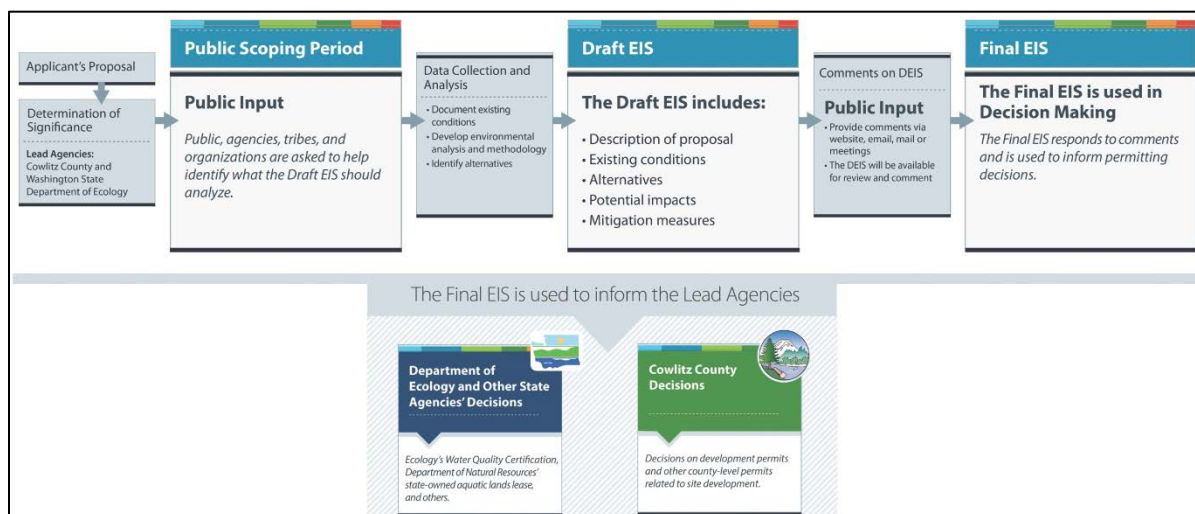 Applicant's Proposal
Determination of
Significance
Lead Agencies:
Cowlitz County and
Washington State
Department of Ecology
Public Scoping Period
Public Input
Public, agencies, tribes, and
organizations are asked to help
identify what the Draft EIS should
analyze.
Data Collection and
Analysis
• Document existing
conditions
• Develop environmental
analysis and methodology
• Identify alternatives
Draft EIS
The Draft EIS includes:
• Description of proposal
• Existing conditions
• Alternatives
• Potential impacts
• Mitigation measures
Comments on DEIS
Public Input
• Provide comments via
website, email, mail or
meetings
• The DEIS will be available
for review and comment
Final EIS
The Final EIS is used in
Decision Making
The Final EIS responds to comments
and is used to inform permitting
decisions.
The Final EIS is used to inform the Lead Agencies
Department of
Ecology and Other State
Agencies' Decisions
Ecology's Water Quality Certification,
Department of Natural Resources'
state-owned aquatic lands lease,
and others.
Cowlitz County
Decisions
Decisions on development permits
and other county-level permits
related to site development.